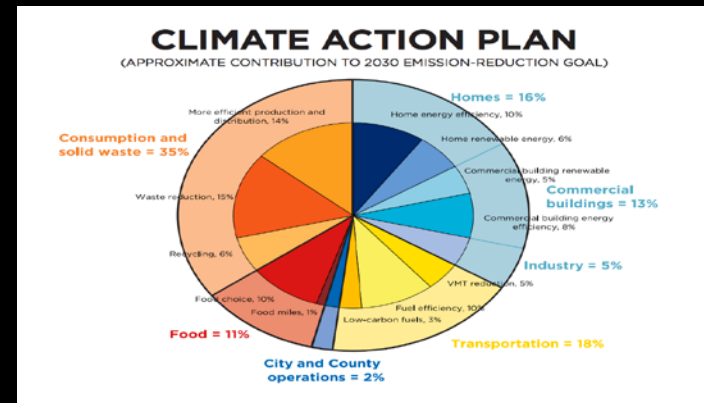 CLIMATE ACTION PLAN
(APPROXIMATE CONTRIBUTION TO 2030 EMISSION-REDUCTION GOAL)
Homes = 16%
More efficient production and
distribution, 14%
Home energy efficiency, 10%
Consumption and
solid waste = 35%
Home renewable energy, 6%
Commercial building renewable
energy, 5%
Commercial
buildings = 13%
Waste reduction, 15%
Commercial building energy
efficiency, 8%
Recycling, 6%
Industry = 5%
VMT reduction, 5%
Food choice, 10%
Fuel efficiency, 10%
Food miles, 1%
Low-carbon fuels, 3%
Food = 11%
Transportation = 18%
City and County
operations = 2%